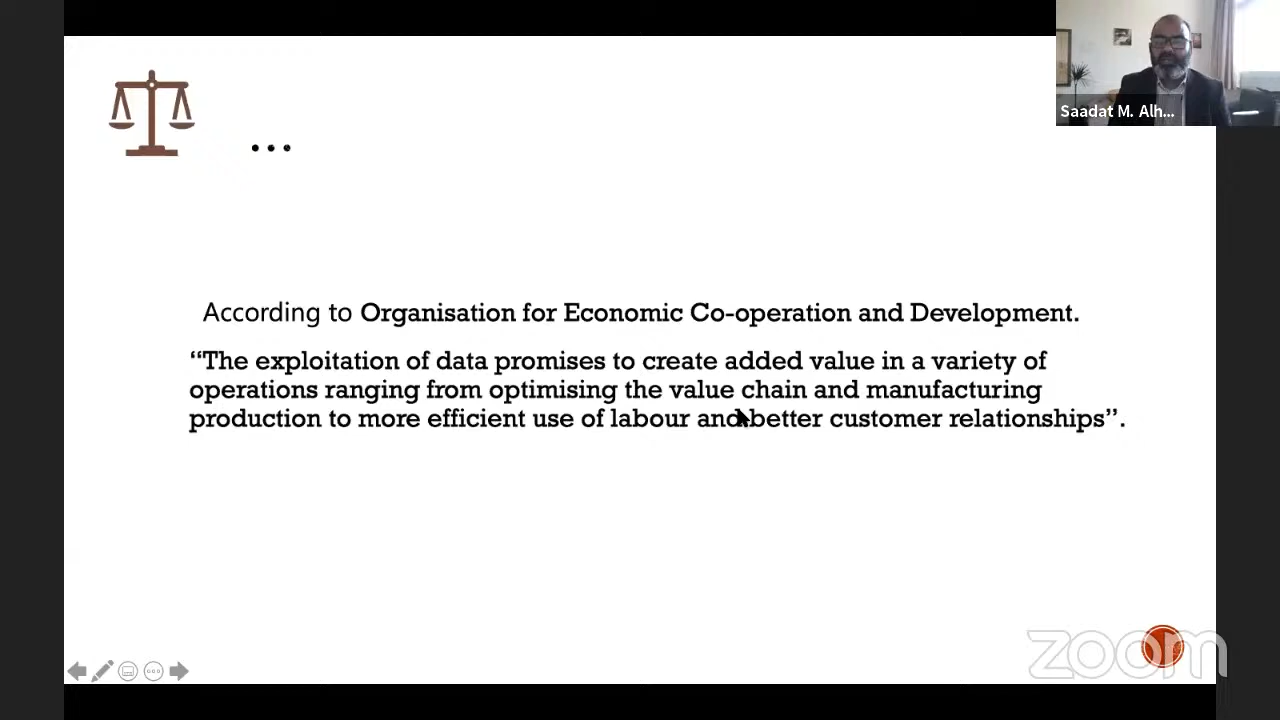 Saadat M. Alh...
...
According to Organisation for Economic Co-operation and Development.
“The exploitation of data promises to create added value in a variety of
operations ranging from optimising the value chain and manufacturing
production to more efficient use of labour and better customer relationships”.
zoom